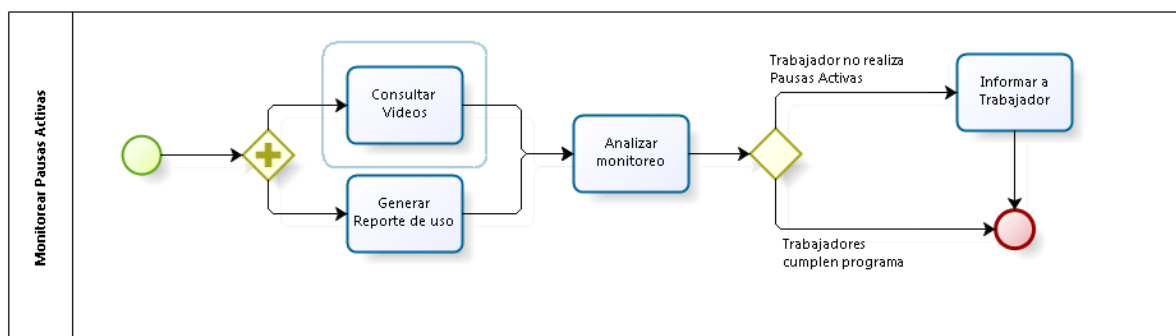 Monitorear Pausas Activas
Consultar
Videos
Generar
Reporte de uso
Analizar
monitoreo
Trabajador no realiza
Pausas Activas
Informar a
Trabajador
Trabajadores
cumplen programa